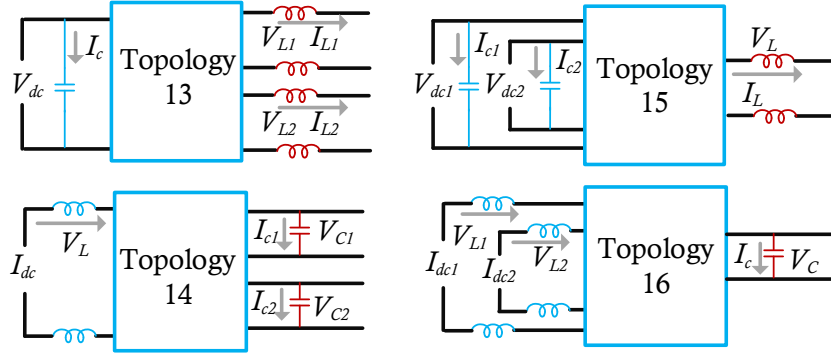 I_c
V_dc
Topology
13
V_L1 I_L1
V_L2 I_L2
I_c1
I_c2
V_dc1 V_dc2
Topology
15
V_L
I_L
V_L
I_dc
Topology
14
I_c1 V_C1
I_c2 V_C2
V_L1 V_L2
I_dc1 I_dc2
Topology
16
I_c V_C